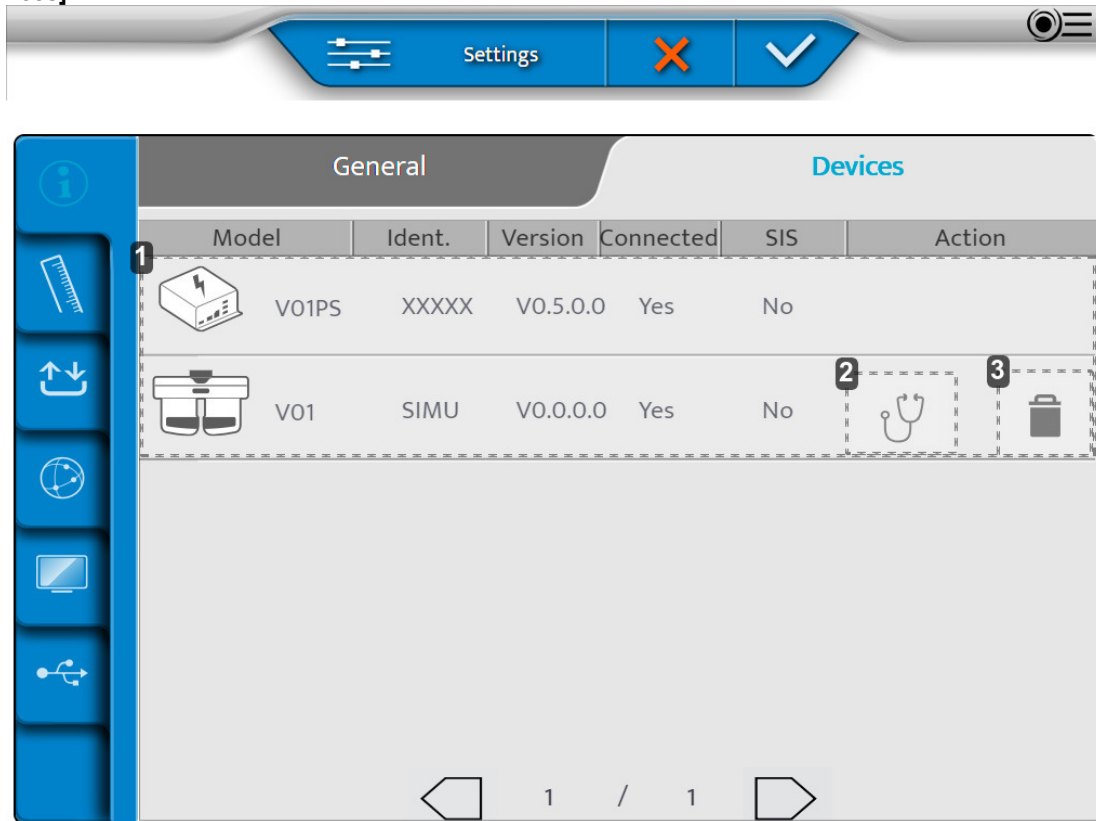 Settings
General Devices
Model Ident. Version Connected SIS Action
1
V01PS XXXXX V0.5.0.0 Yes No
2 3
V01 SIMU V0.0.0.0 Yes No
1 / 1